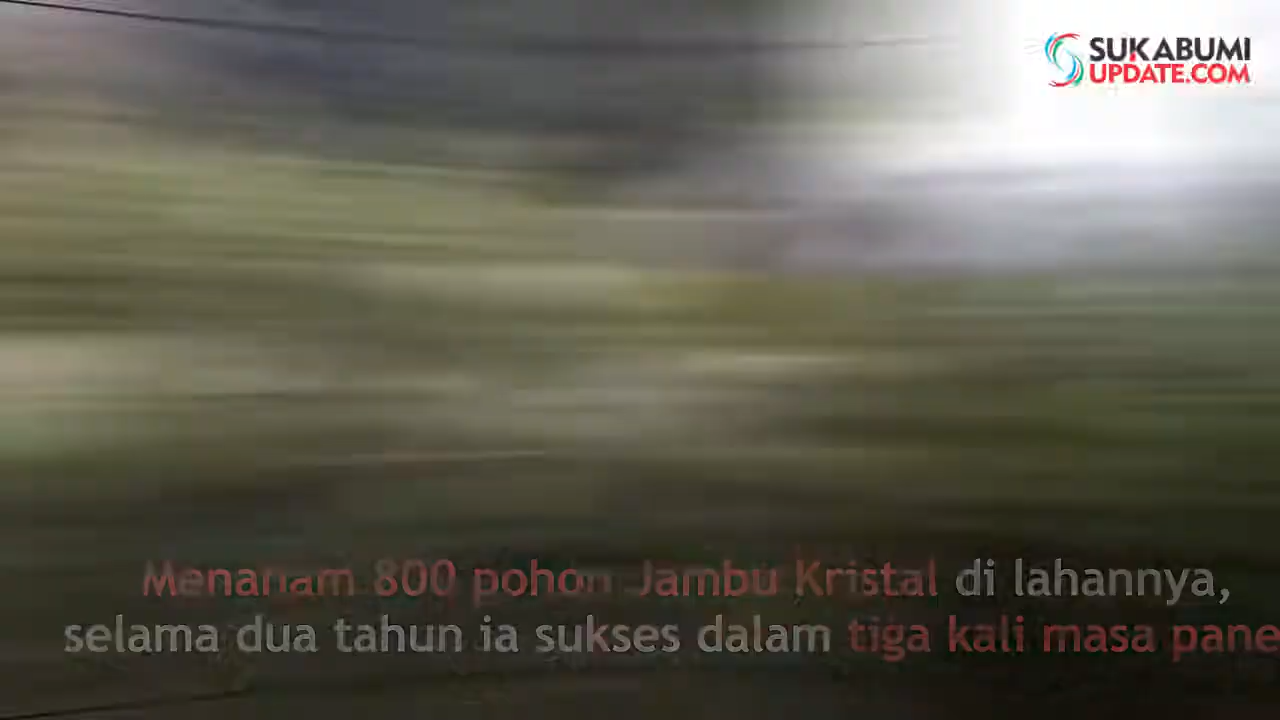 SUKABUMI
UPDATE.COM
Menanam 800 pohon Jambu Kristal di lahannya,
selama dua tahun ia sukses dalam tiga kali masa pane